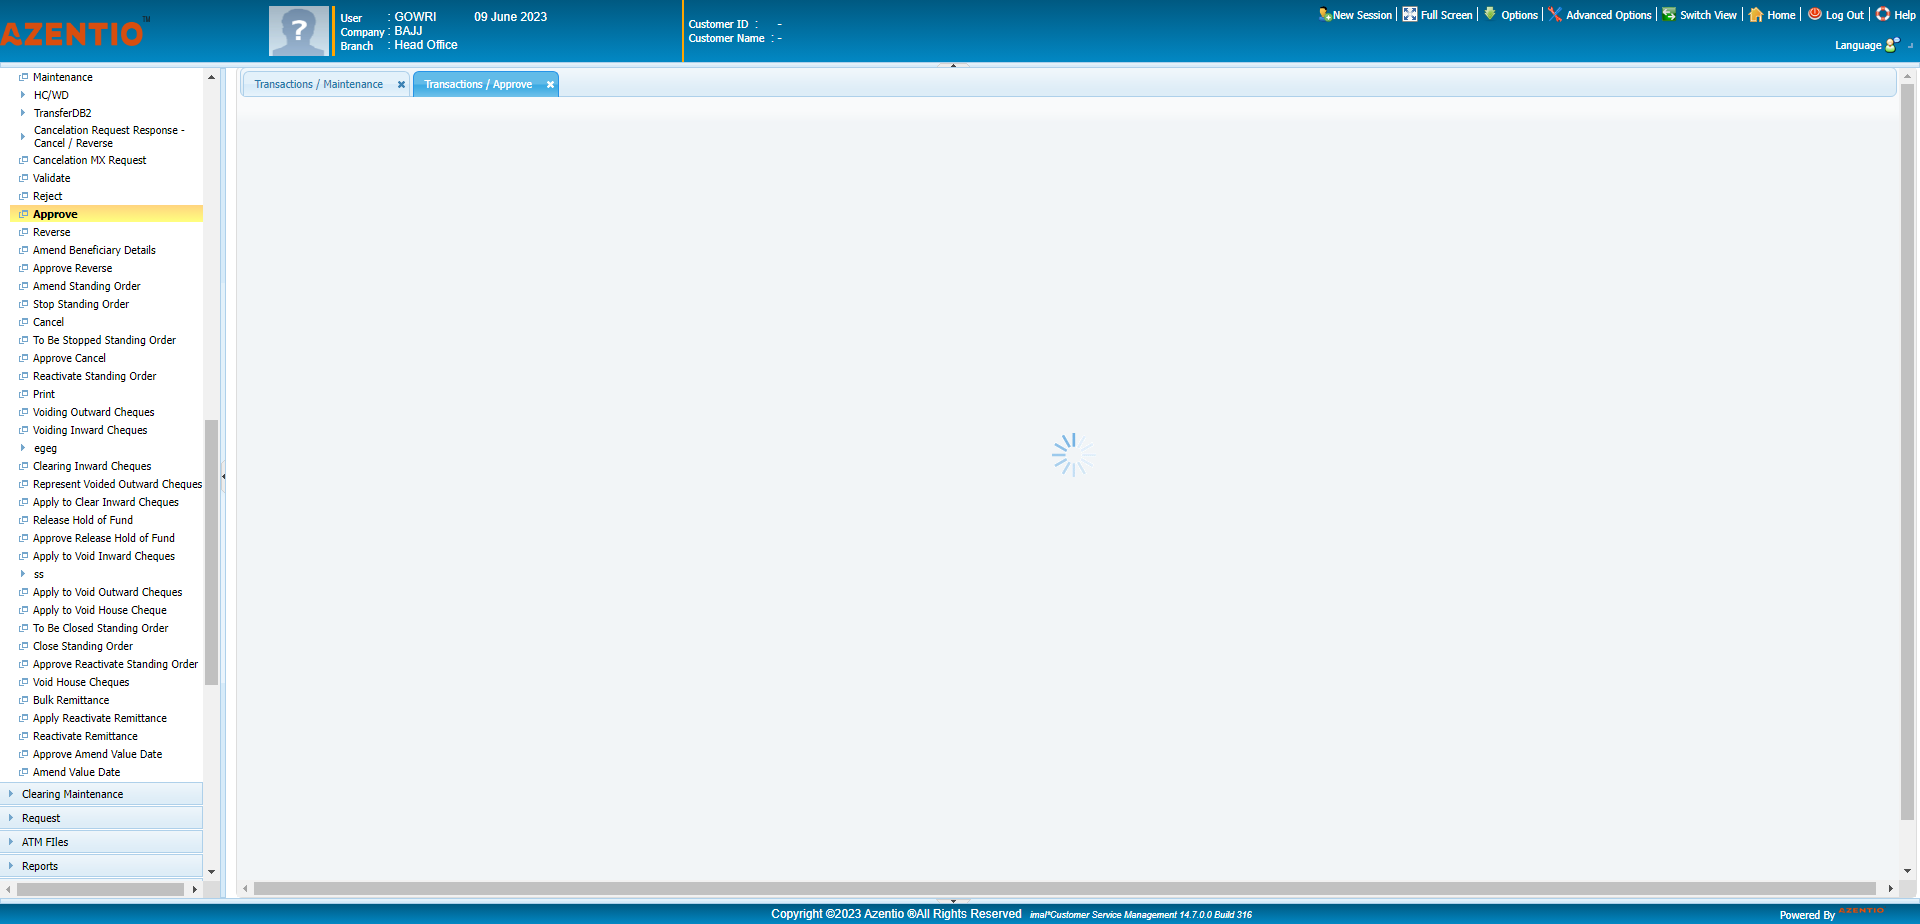 AZENTIO™
User : GOWRI 09 June 2023
Company : BAJJ
Branch : Head Office
Customer ID : -
Customer Name : -
New Session
Full Screen
Options
Advanced Options
Switch View
Home
Log Out
Help
Language
Maintenance
HC/WD
TransferDB2
Cancelation Request Response -
Cancel / Reverse
Cancelation MX Request
Validate
Reject
Approve
Reverse
Amend Beneficiary Details
Approve Reverse
Amend Standing Order
Stop Standing Order
Cancel
To Be Stopped Standing Order
Approve Cancel
Reactivate Standing Order
Print
Voiding Outward Cheques
Voiding Inward Cheques
egeg
Clearing Inward Cheques
Represent Voided Outward Cheques
Apply to Clear Inward Cheques
Release Hold of Fund
Approve Release Hold of Fund
Apply to Void Inward Cheques
ss
Apply to Void Outward Cheques
Apply to Void House Cheque
To Be Closed Standing Order
Close Standing Order
Approve Reactivate Standing Order
Void House Cheques
Bulk Remittance
Apply Reactivate Remittance
Reactivate Remittance
Approve Amend Value Date
Amend Value Date
Clearing Maintenance
Request
ATM FIles
Reports
Transactions / Maintenance
Transactions / Approve
Copyright ©2023 Azentio ®All Rights Reserved imal*Customer Service Management 14.7.0.0 Build 316
Powered By AZENTIO